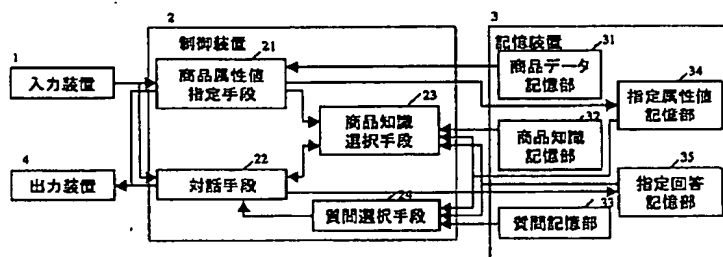 1
入力装置
4
出力装置
2
制御装置
21
商品属性値
指定手段
23
商品知識
選択手段
22
対話手段
24
質問選択手段
3
記憶装置
31
商品データ
記憶部
32
商品知識
記憶部
33
質問記憶部
34
指定属性値
記憶部
35
指定回答
記憶部